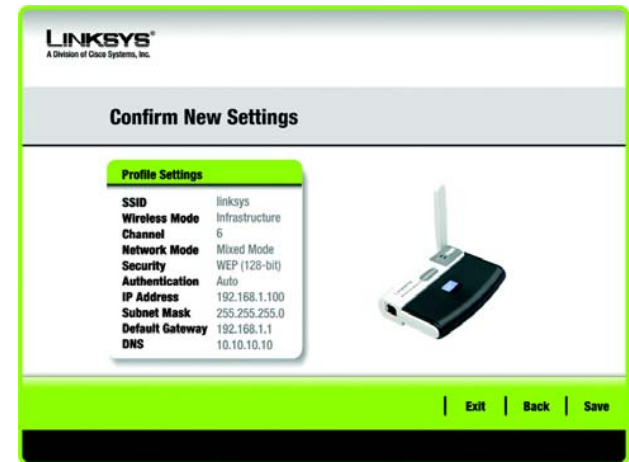 LINKSYS®
A Division of Cisco Systems, Inc.
Confirm New Settings
Profile Settings
SSID linksys
Wireless Mode Infrastructure
Channel 6
Network Mode Mixed Mode
Security WEP (128-bit)
Authentication Auto
IP Address 192.168.1.100
Subnet Mask 255.255.255.0
Default Gateway 192.168.1.1
DNS 10.10.10.10
Exit | Back | Save